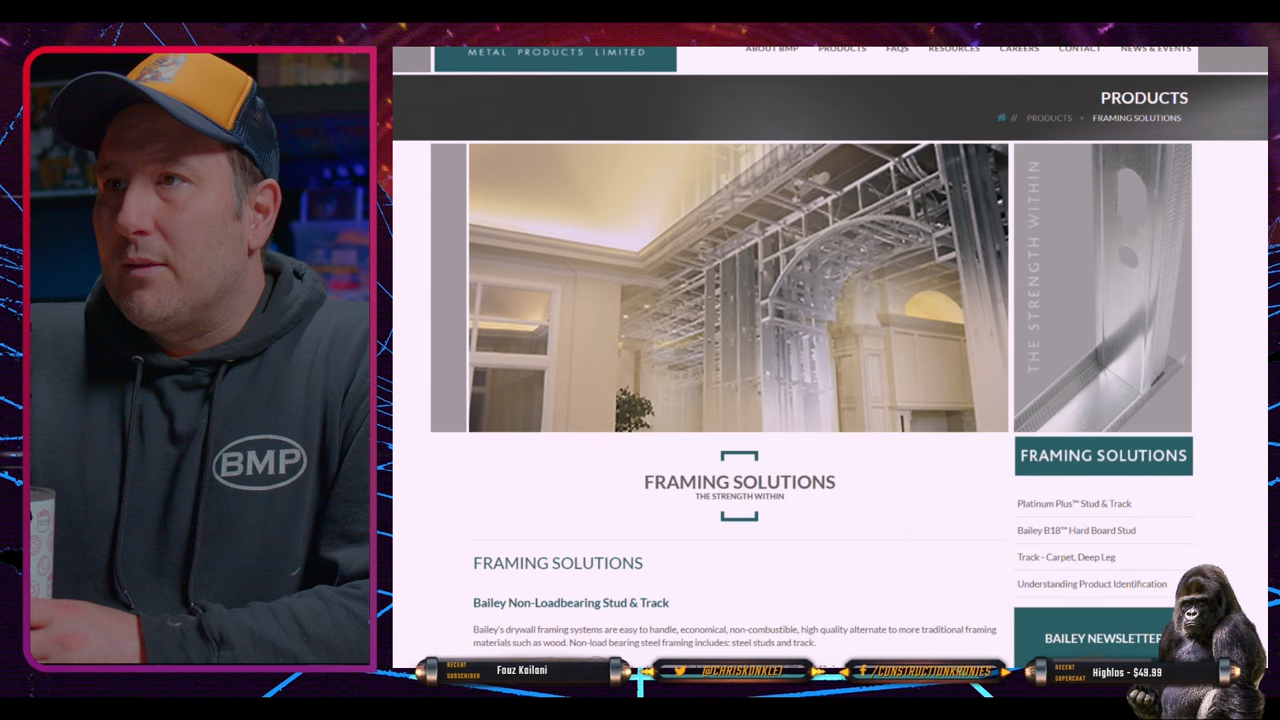 METAL PRODUCTS LIMITED
ABOUT BMP PRODUCTS FAQS RESOURCES CAREERS CONTACT NEWS & EVENTS
PRODUCTS
// PRODUCTS > FRAMING SOLUTIONS
THE STRENGTH WITHIN
BMP
FRAMING SOLUTIONS
THE STRENGTH WITHIN
FRAMING SOLUTIONS
Bailey Non-Loadbearing Stud & Track
Bailey's drywall framing systems are easy to handle, economical, non-combustible, high quality alternate to more traditional framing
materials such as wood. Non-load bearing steel framing includes: steel studs and track.
FRAMING SOLUTIONS
Platinum Plus™ Stud & Track
Bailey B18™ Hard Board Stud
Track - Carpet, Deep Leg
Understanding Product Identification
BAILEY NEWSLETTER
RECENT
SUBSCRIBER
Fouz Kailani
@CHRISKONKLE1
/CONSTRUCTIONKRONIES
RECENT
SUPERCHAT
Highlos - $49.99